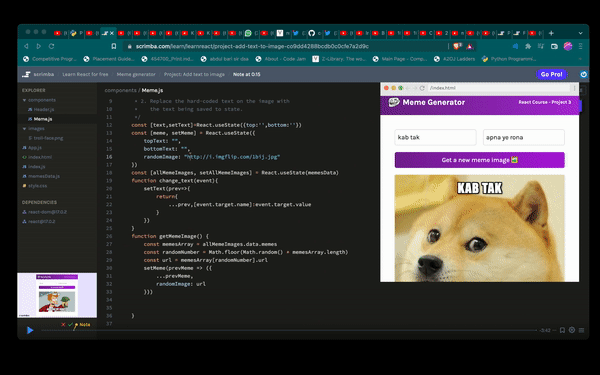 scrimba.com/learn/learnreact/project-add-text-to-image-co9dd4288bcdb0c0cfe7a2d9c
Competitive Progr...
Placement Guide...
404700_Print.indd
abdul bari or dse
About - Code Jam
Z-Library. The wo...
Main Page - Comp...
A2OJ Ladders
Python Programmi...
scrimba
Learn React for free
Meme generator
Project: Add text to image
Note at 0:15
Go Pro!
EXPLORER
components
Header.js
Meme.js
images
troll-face.png
App.js
index.html
index.js
memesData.js
style.css
DEPENDENCIES
react-dom@17.0.2
react@17.0.2
components / Meme.js
9 * 2. Replace the hard-coded text on the image with
10 * the text being saved to state.
11 */
12 const [text,setText]=React.useState({top:'',bottom:''})
13 const [meme, setMeme] = React.useState({
14 topText: "",
15 bottomText: "",
16 randomImage: "http://i.imgflip.com/1bij.jpg"
17 })
18 const [allMemeImages, setAllMemeImages] = React.useState(memesData)
19 function change_text(event){
20 setText(prev=>{
21 return{
22 ...prev,[event.target.name]:event.target.value
23 }
24 })
25 }
26 function getMemeImage() {
27 const memesArray = allMemeImages.data.memes
28 const randomNumber = Math.floor(Math.random() * memesArray.length)
29 const url = memesArray[randomNumber].url
30 setMeme(prevMeme => ({
31 ...prevMeme,
32 randomImage: url
33 }))
34
35
36 }
37
/index.html
Meme Generator
React Course - Project 3
kab tak
apna ye rona
Get a new meme image
KAB TAK
Note
-0:43